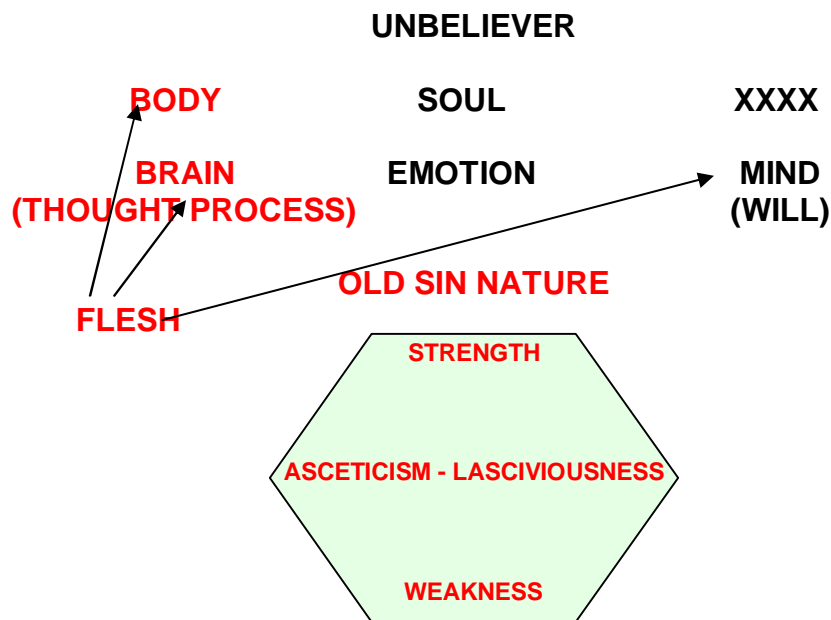 UNBELIEVER
BODY SOUL XXXX
BRAIN EMOTION MIND
(THOUGHT PROCESS) (WILL)
OLD SIN NATURE
FLESH
STRENGTH
ASCETICISM - LASCIVIOUSNESS
WEAKNESS